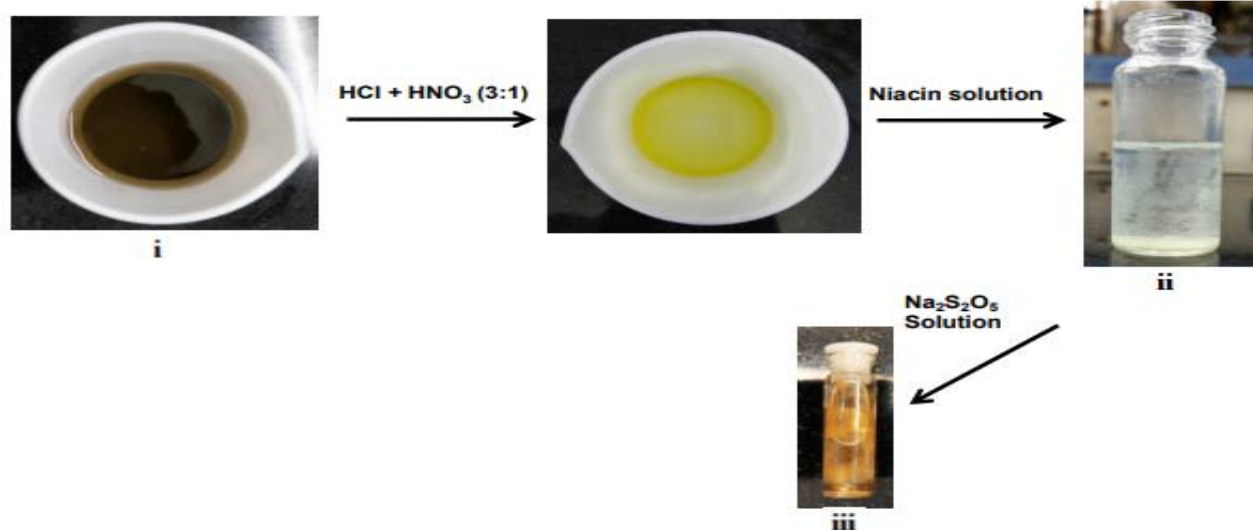 HCl + HNO₃ (3:1)
Niacin solution
i
ii
Na₂S₂O₅
Solution
iii